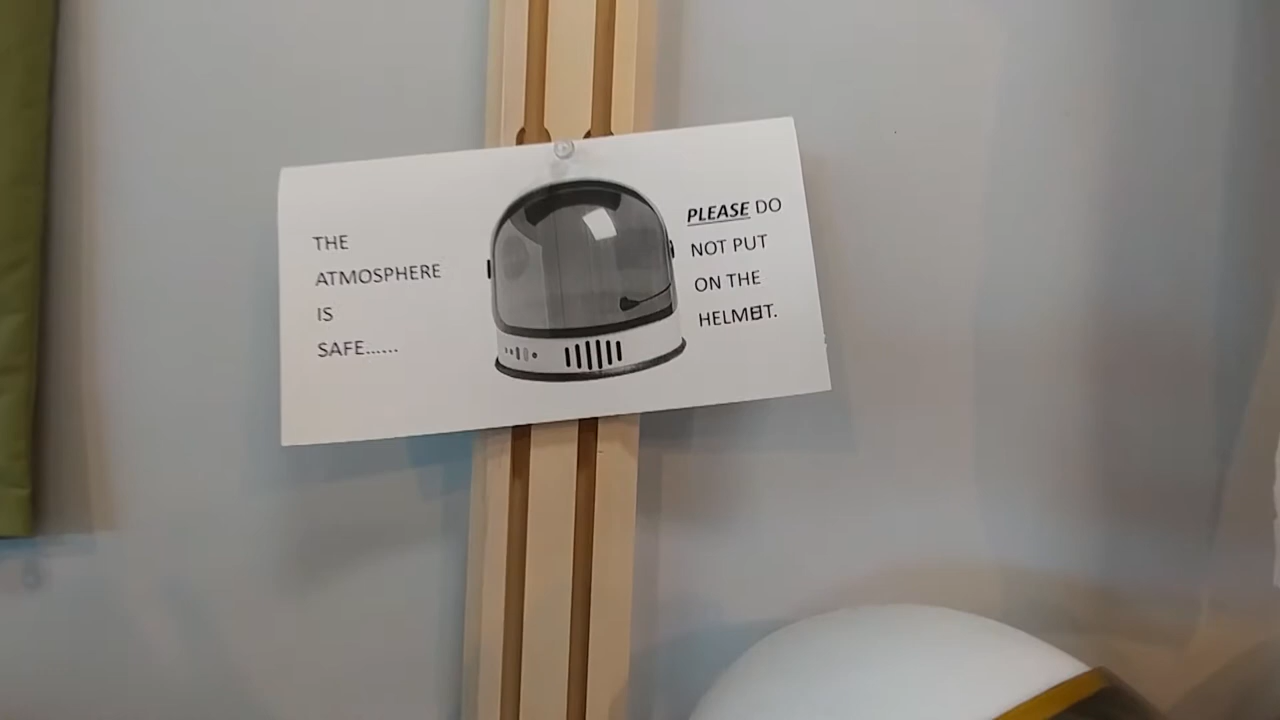 THE
ATMOSPHERE
IS
SAFE......
PLEASE DO
NOT PUT
ON THE
HELMET.